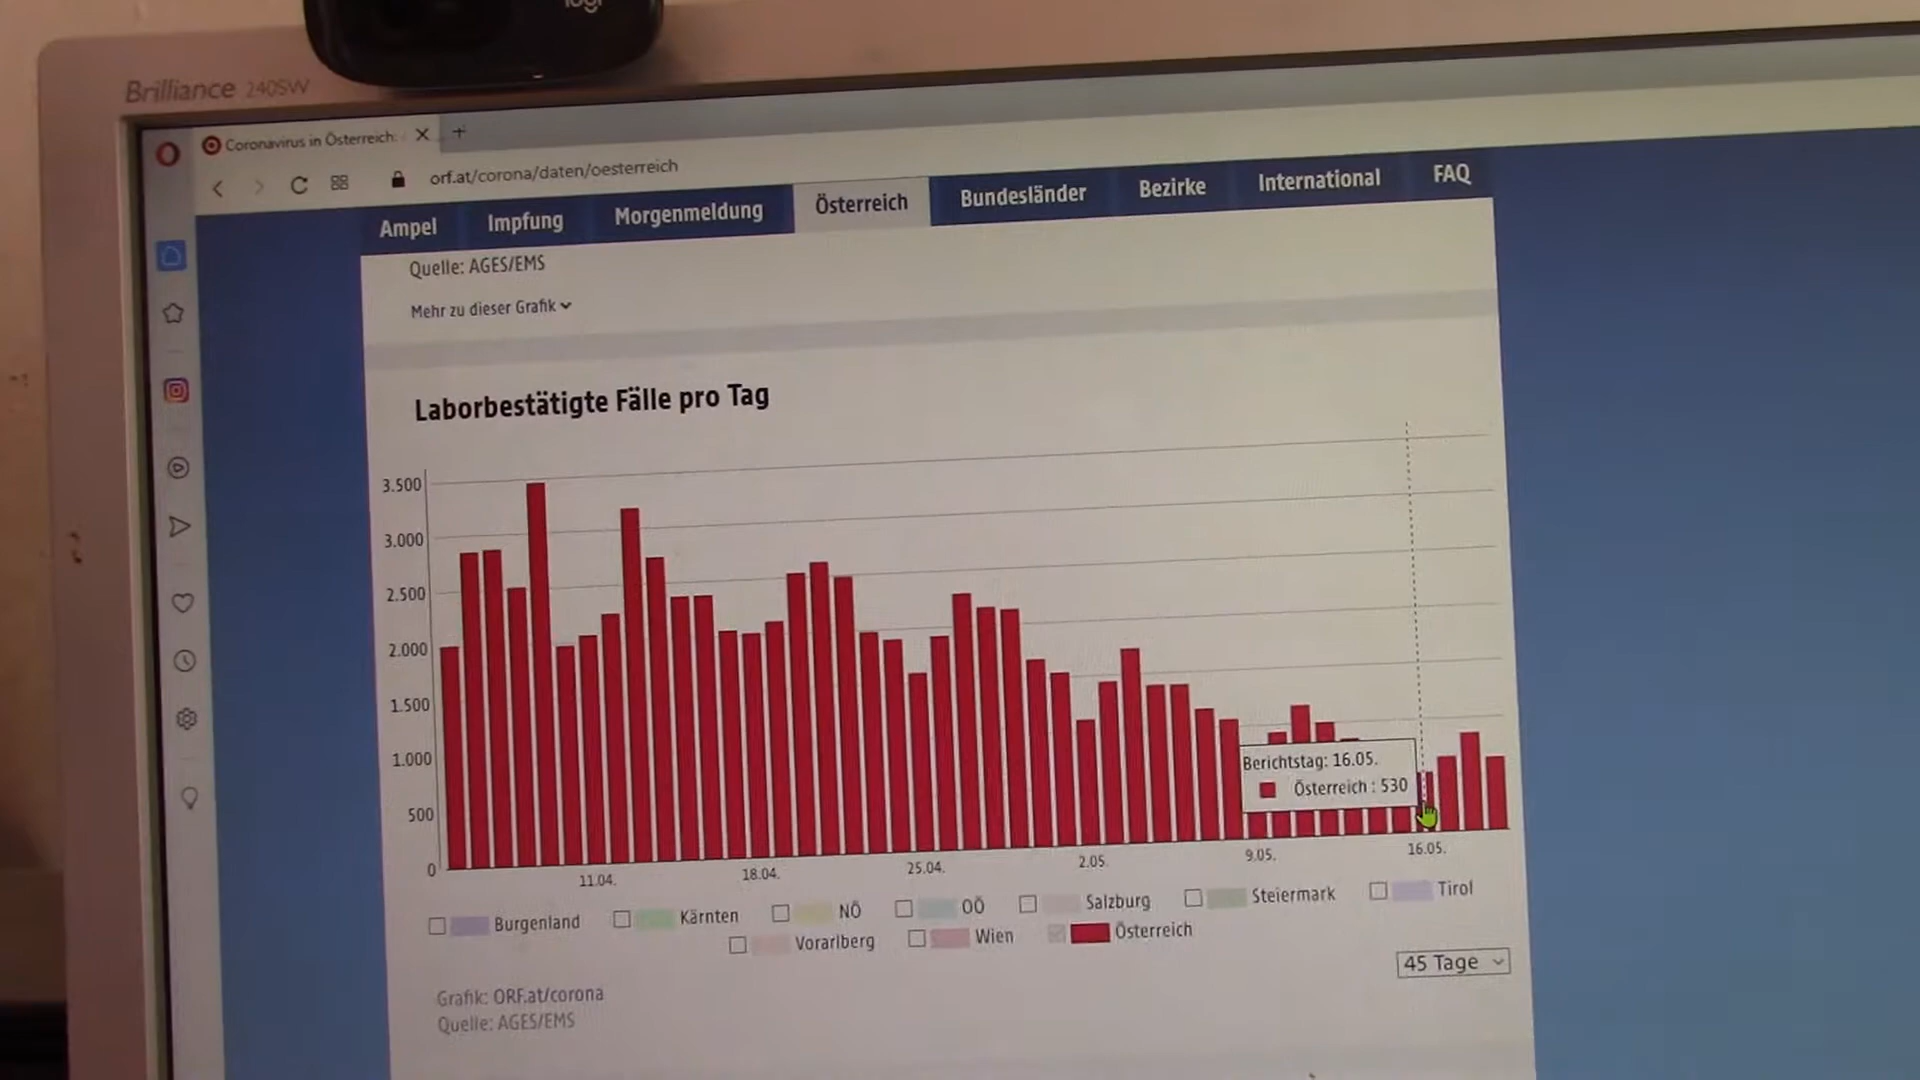 logi
Brilliance 240SW
Coronavirus in Österreich:
orf.at/corona/daten/oesterreich
Ampel
Impfung
Morgenmeldung
Österreich
Bundesländer
Bezirke
International
FAQ
Quelle: AGES/EMS
Mehr zu dieser Grafik
Laborbestätigte Fälle pro Tag
3.500
3.000
2.500
2.000
1.500
1.000
500
0
Berichtstag: 16.05.
Österreich : 530
11.04.
18.04.
25.04.
2.05.
9.05.
16.05.
Burgenland
Kärnten
NÖ
OÖ
Salzburg
Steiermark
Tirol
Vorarlberg
Wien
Österreich
45 Tage
Grafik: ORF.at/corona
Quelle: AGES/EMS